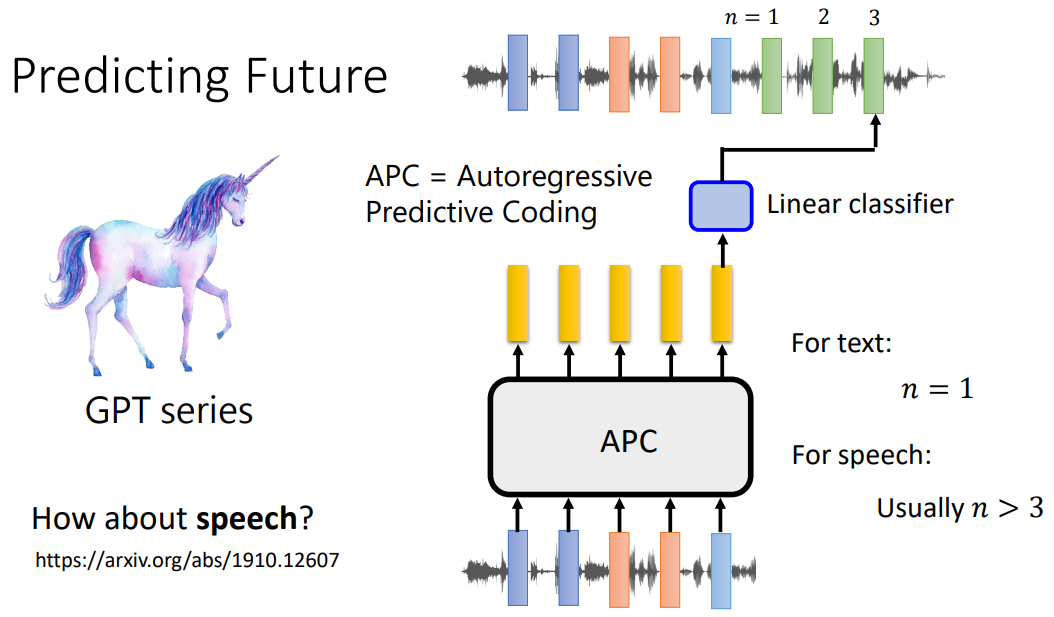 Predicting Future
n = 1 2 3
APC = Autoregressive
Predictive Coding
Linear classifier
GPT series
APC
For text:
n = 1
For speech:
Usually n > 3
How about speech?
https://arxiv.org/abs/1910.12607